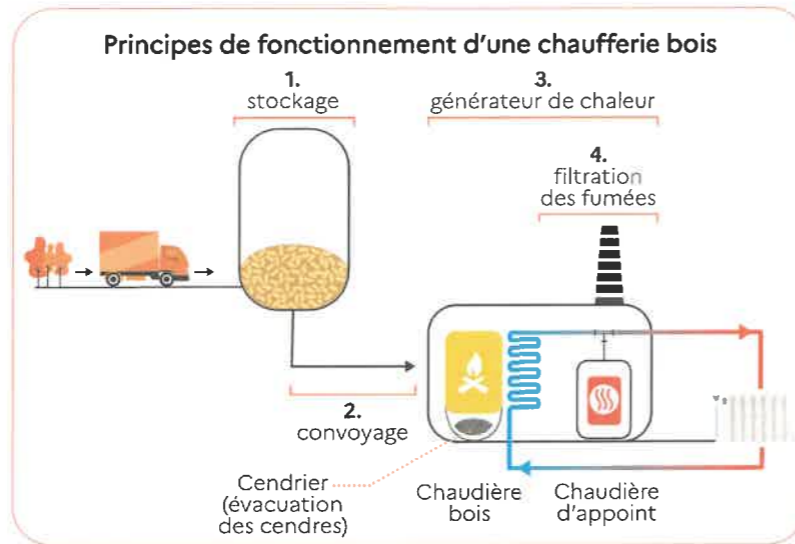 Principes de fonctionnement d'une chaufferie bois
1.
stockage
3.
générateur de chaleur
4.
filtration
des fumées
2.
convoyage
Cendrier
(évacuation
des cendres)
Chaudière
bois
Chaudière
d'appoint